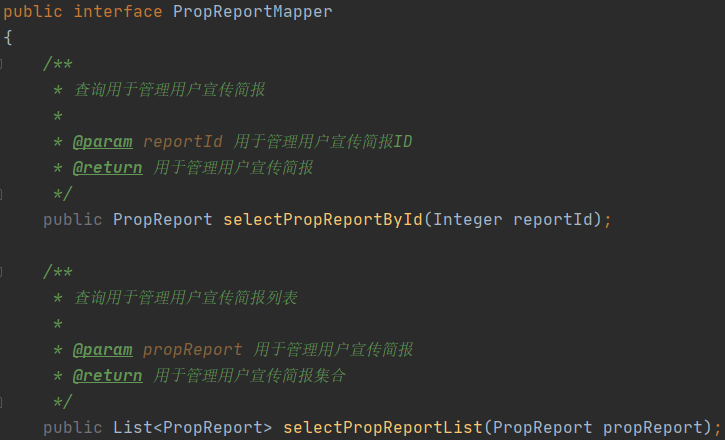 public interface PropReportMapper
{
/**
* 查询用于管理用户宣传简报
*
* @param reportId 用于管理用户宣传简报ID
* @return 用于管理用户宣传简报
*/
public PropReport selectPropReportById(Integer reportId);
/**
* 查询用于管理用户宣传简报列表
*
* @param propReport 用于管理用户宣传简报
* @return 用于管理用户宣传简报集合
*/
public List<PropReport> selectPropReportList(PropReport propReport);